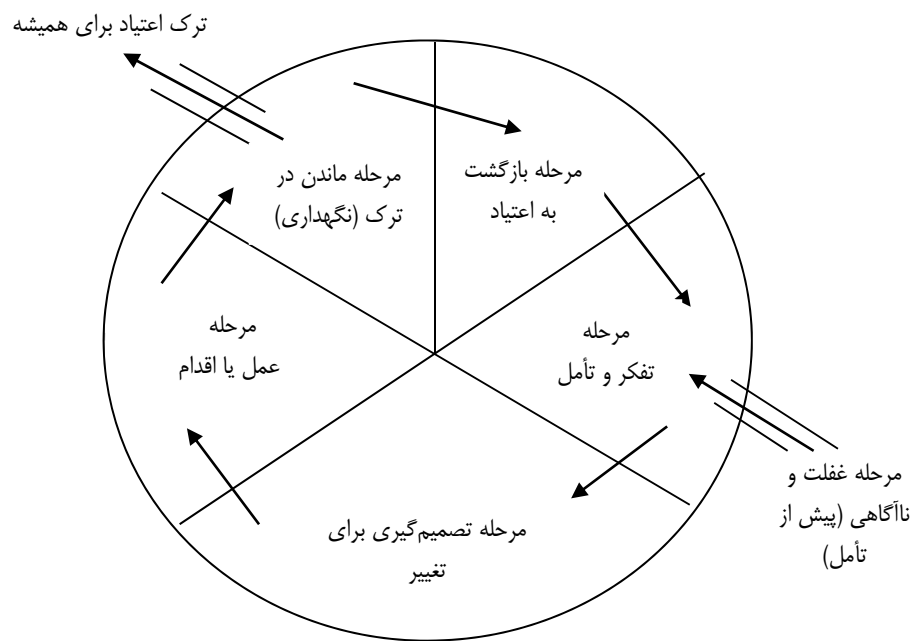 ترک اعتیاد برای همیشه
مرحله بازگشت
به اعتیاد
مرحله ماندن در
ترک (نگهداری)
مرحله
تفکر و تأمل
مرحله
عمل یا اقدام
مرحله غفلت و
ناآگاهی (پیش از
تأمل)
مرحله تصمیم‌گیری برای
تغییر